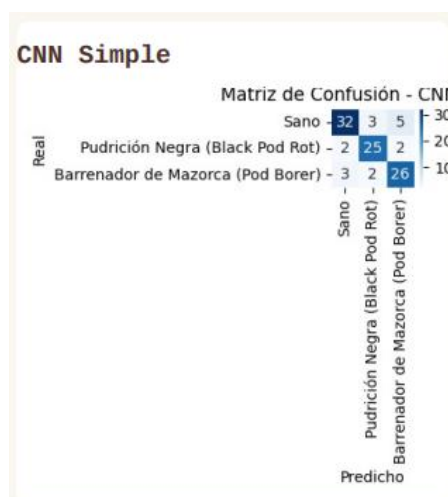 CNN Simple
Matriz de Confusión - CNN
Real
Sano 32 3 5
Pudrición Negra (Black Pod Rot) 2 25 2
Barrenador de Mazorca (Pod Borer) 3 2 26
30
20
10
Sano
Pudrición Negra (Black Pod Rot)
Barrenador de Mazorca (Pod Borer)
Predicho